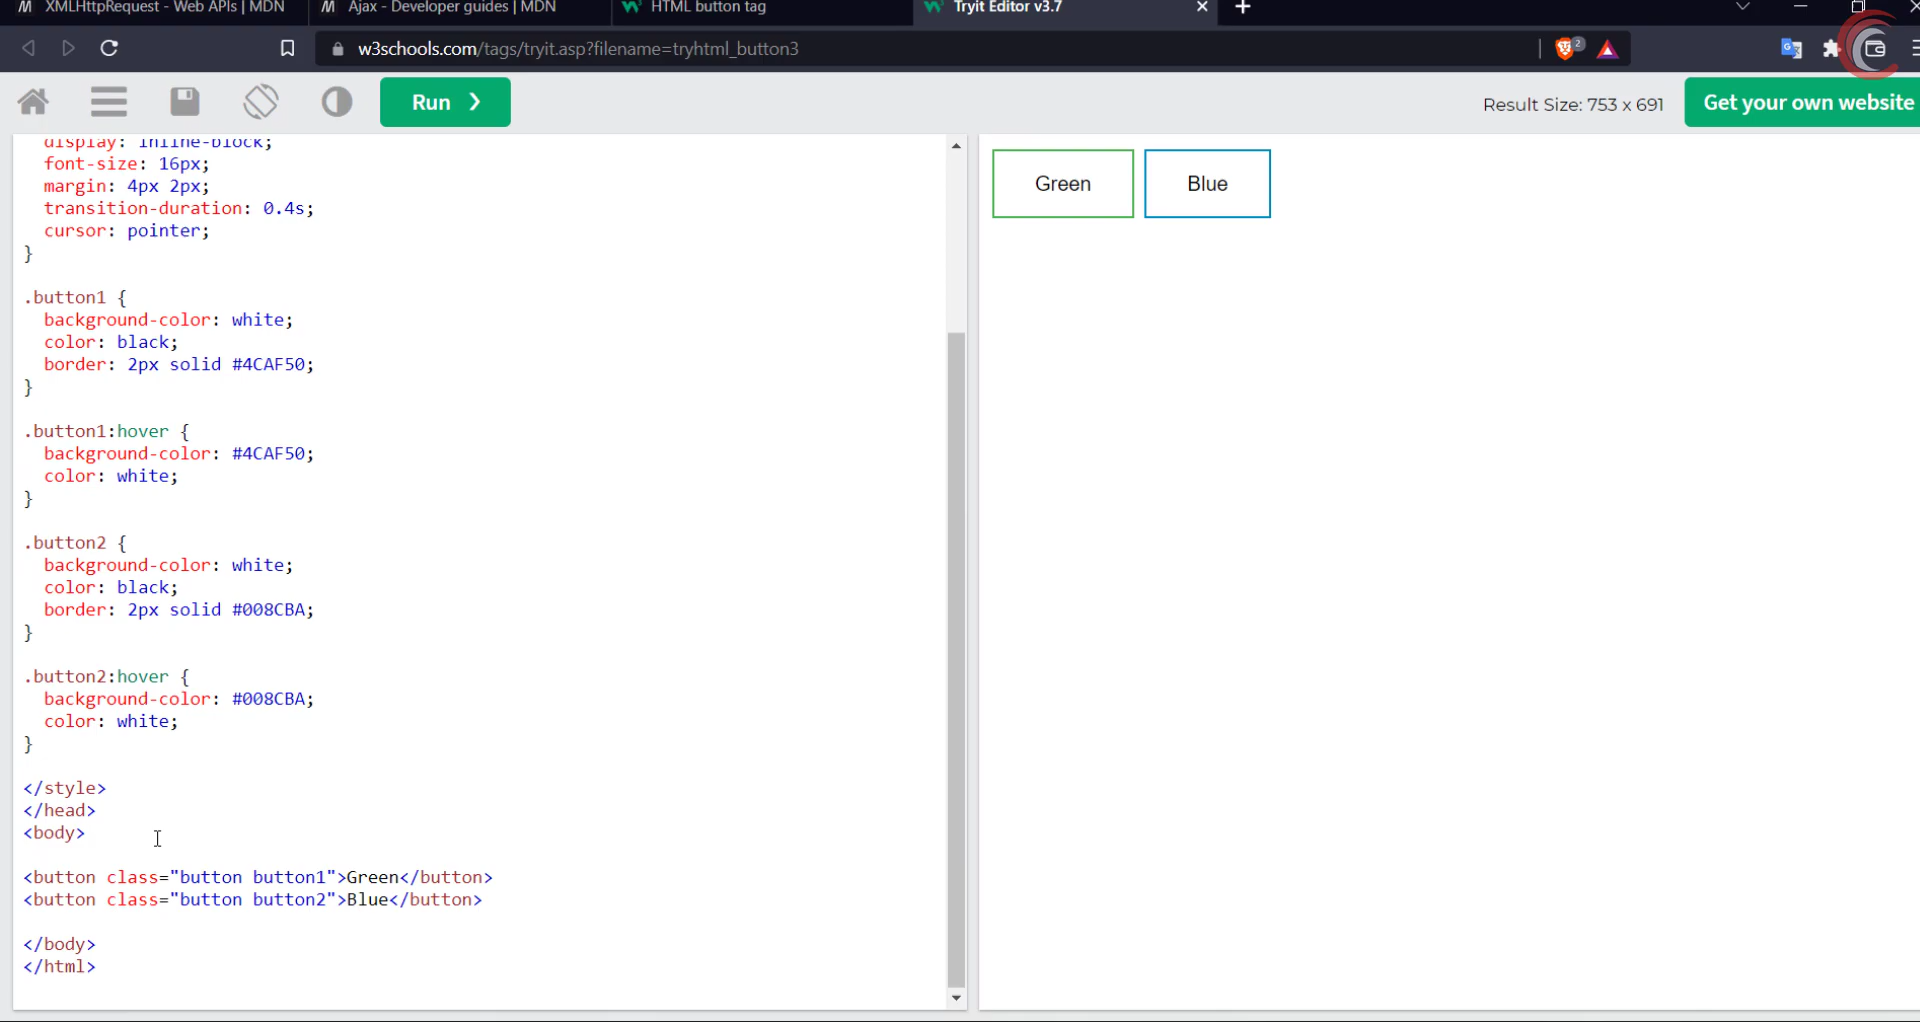 XMLHttpRequest - Web APIs | MDN
Ajax - Developer guides | MDN
HTML button tag
Tryit Editor v3.7
w3schools.com/tags/tryit.asp?filename=tryhtml_button3
2
Run
Result Size: 753 x 691
Get your own website
display: inline-block;
font-size: 16px;
margin: 4px 2px;
transition-duration: 0.4s;
cursor: pointer;
}
.button1 {
background-color: white;
color: black;
border: 2px solid #4CAF50;
}
.button1:hover {
background-color: #4CAF50;
color: white;
}
.button2 {
background-color: white;
color: black;
border: 2px solid #008CBA;
}
.button2:hover {
background-color: #008CBA;
color: white;
}
</style>
</head>
<body>
<button class="button button1">Green</button>
<button class="button button2">Blue</button>
</body>
</html>
Green
Blue